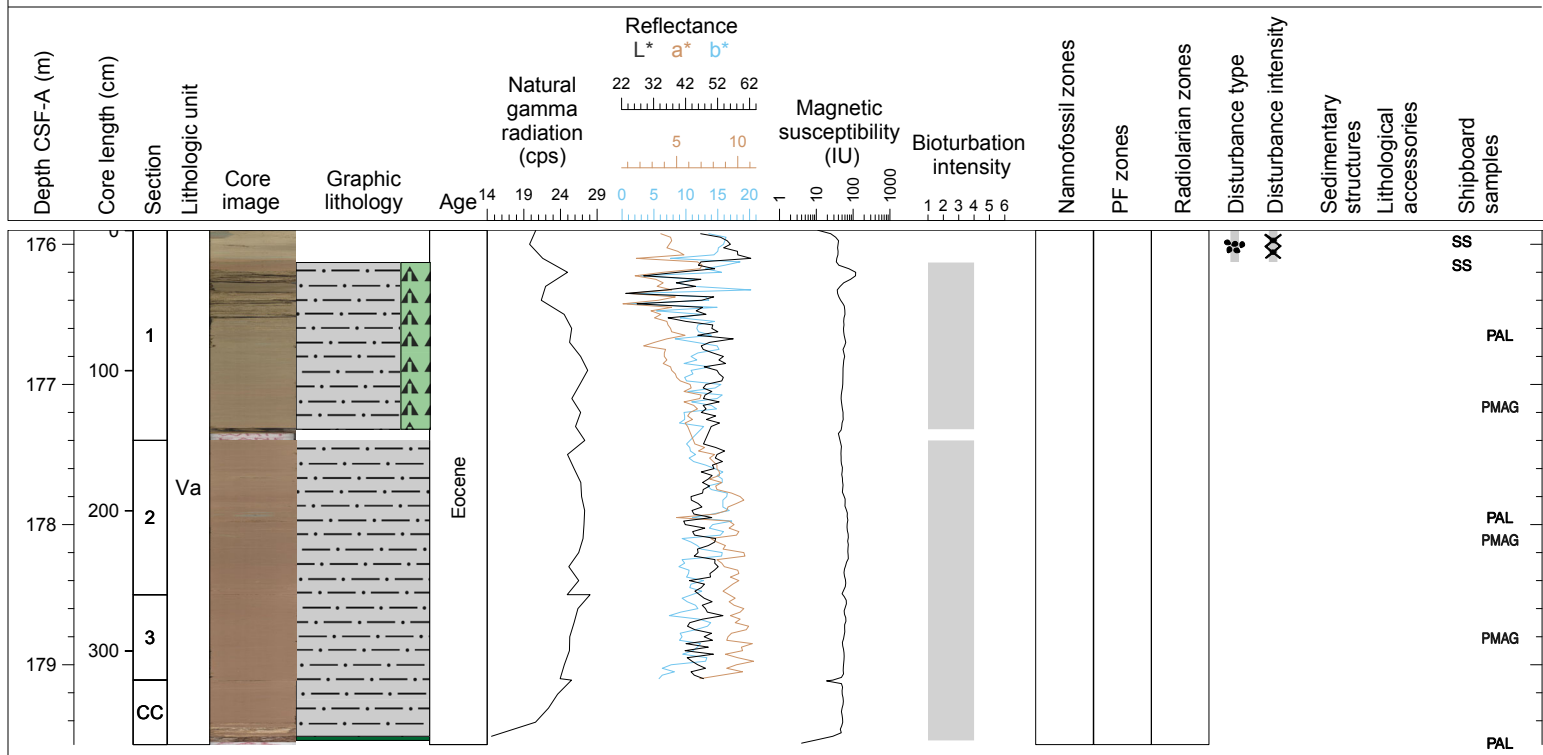 Depth CSF-A (m)
Core length (cm)
Section
Lithologic unit
Core
image
Graphic
lithology
Age
Natural
gamma
radiation
(cps)
14 19 24 29
Reflectance
L* a* b*
22 32 42 52 62
5 10
0 5 10 15 20
Magnetic
susceptibility
(IU)
1 10 100 1000
Bioturbation
intensity
1 2 3 4 5 6
Nannofossil zones
PF zones
Radiolarian zones
Disturbance type
Disturbance intensity
Sedimentary
structures
Lithological
accessories
Shipboard
samples
176
177
178
179
0
100
200
300
1
2
3
CC
Va
Eocene
SS
SS
PAL
PMAG
PAL
PMAG
PMAG
PAL